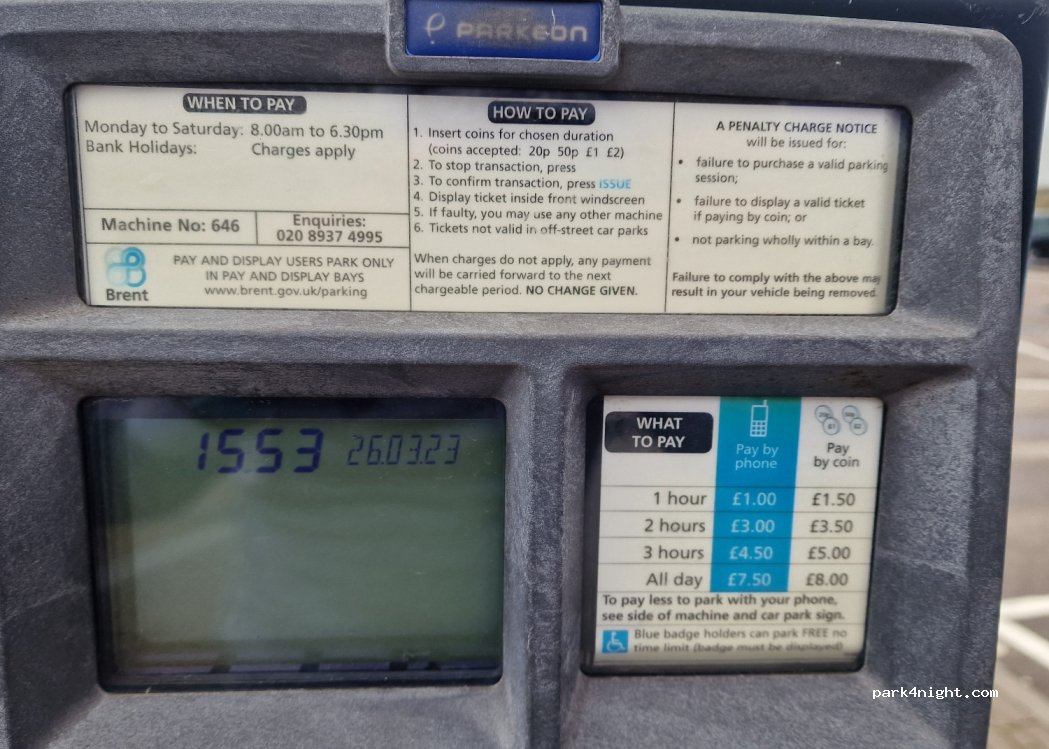 PARKEON
WHEN TO PAY
Monday to Saturday: 8.00am to 6.30pm
Bank Holidays: Charges apply
Machine No: 646
Enquiries:
020 8937 4995
Brent
PAY AND DISPLAY USERS PARK ONLY
IN PAY AND DISPLAY BAYS
www.brent.gov.uk/parking
HOW TO PAY
1. Insert coins for chosen duration
(coins accepted: 20p 50p £1 £2)
2. To stop transaction, press
3. To confirm transaction, press ISSUE
4. Display ticket inside front windscreen
5. If faulty, you may use any other machine
6. Tickets not valid in off-street car parks
When charges do not apply, any payment
will be carried forward to the next
chargeable period. NO CHANGE GIVEN.
A PENALTY CHARGE NOTICE
will be issued for:
• failure to purchase a valid parking
session;
• failure to display a valid ticket
if paying by coin; or
• not parking wholly within a bay.
Failure to comply with the above may
result in your vehicle being removed.
1553 26.03.23
WHAT
TO PAY
Pay by
phone
20p 50p
£1 £2
Pay
by coin
1 hour £1.00 £1.50
2 hours £3.00 £3.50
3 hours £4.50 £5.00
All day £7.50 £8.00
To pay less to park with your phone,
see side of machine and car park sign.
Blue badge holders can park FREE no
time limit (badge must be displayed)
park4night.com